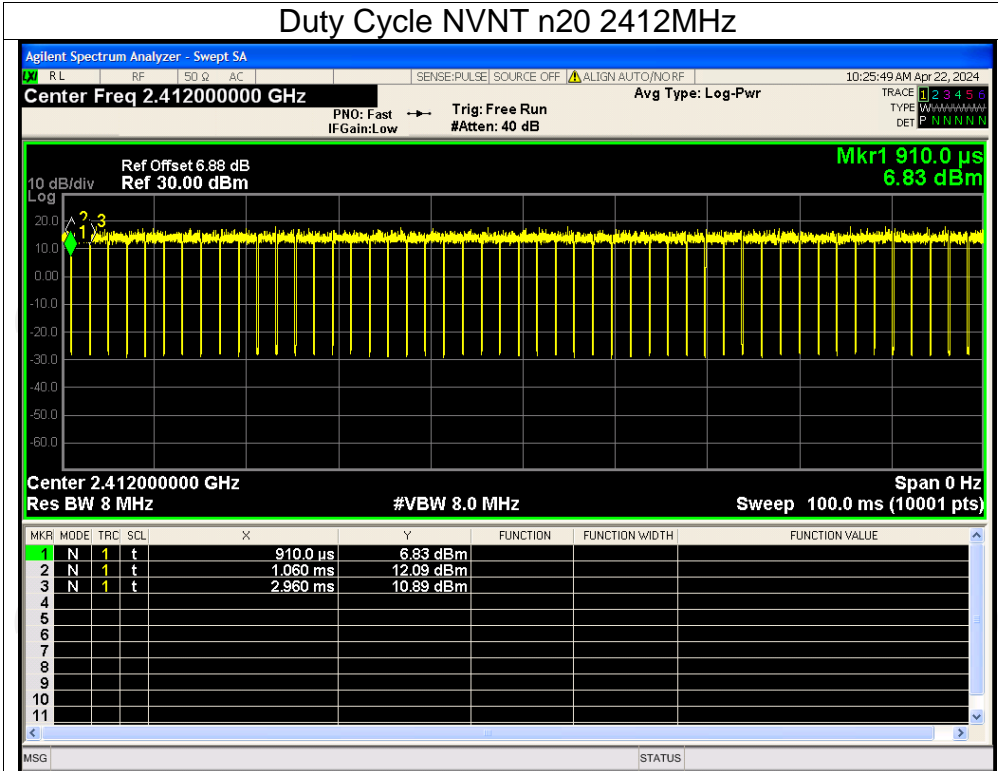 Duty Cycle NVNT n20 2412MHz
Agilent Spectrum Analyzer - Swept SA
LXI RL RF 50 Ω AC SENSE:PULSE SOURCE OFF ALIGN AUTO/NORF 10:25:49 AM Apr 22, 2024
Center Freq 2.412000000 GHz Avg Type: Log-Pwr TRACE 1 2 3 4 5 6
PNO: Fast Trig: Free Run TYPE W
IFGain:Low #Atten: 40 dB DET P N N N N N
Mkr1 910.0 µs
Ref Offset 6.88 dB 6.83 dBm
10 dB/div Ref 30.00 dBm
Log
20.0
10.0
0.00
-10.0
-20.0
-30.0
-40.0
-50.0
-60.0
1 2 3
Center 2.412000000 GHz Span 0 Hz
Res BW 8 MHz #VBW 8.0 MHz Sweep 100.0 ms (10001 pts)
MKR MODE TRC SCL X Y FUNCTION FUNCTION WIDTH FUNCTION VALUE
1 N 1 t 910.0 µs 6.83 dBm
2 N 1 t 1.060 ms 12.09 dBm
3 N 1 t 2.960 ms 10.89 dBm
4
5
6
7
8
9
10
11
MSG STATUS